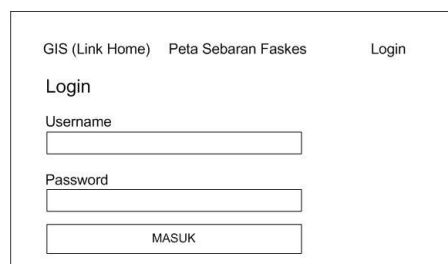 GIS (Link Home) Peta Sebaran Faskes Login
Login
Username
Password
MASUK